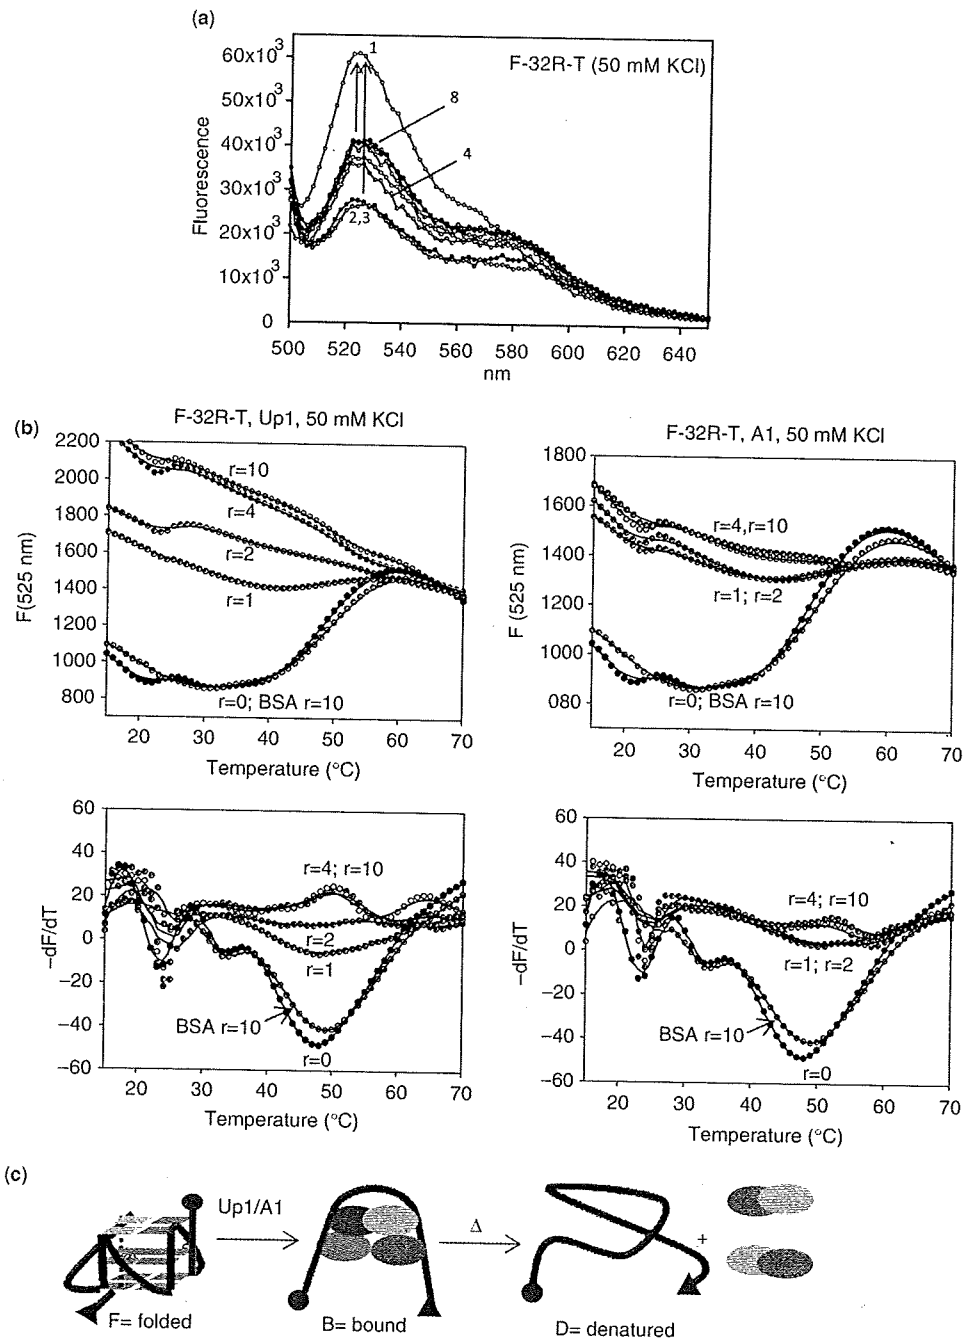 (a)
F-32R-T (50 mM KCl)
Fluorescence
60x10³
50x10³
40x10³
30x10³
20x10³
10x10³
0
1
8
4
2,3
500 520 540 560 580 600 620 640
nm
(b)
F-32R-T, Up1, 50 mM KCl
F(525 nm)
2200
2000
1800
1600
1400
1200
1000
800
r=10
r=4
r=2
r=1
r=0; BSA r=10
20 30 40 50 60 70
Temperature (°C)
F-32R-T, A1, 50 mM KCl
F (525 nm)
1800
1600
1400
1200
1000
080
r=4,r=10
r=1; r=2
r=0; BSA r=10
20 30 40 50 60 70
Temperature (°C)
−dF/dT
60
40
20
0
−20
−40
−60
r=4; r=10
r=2
r=1
BSA r=10
r=0
20 30 40 50 60 70
Temperature (°C)
−dF/dT
60
40
20
0
−20
−40
−60
r=4; r=10
r=1; r=2
BSA r=10
r=0
20 30 40 50 60 70
Temperature (°C)
(c)
Up1/A1
Δ
+
F= folded
B= bound
D= denatured